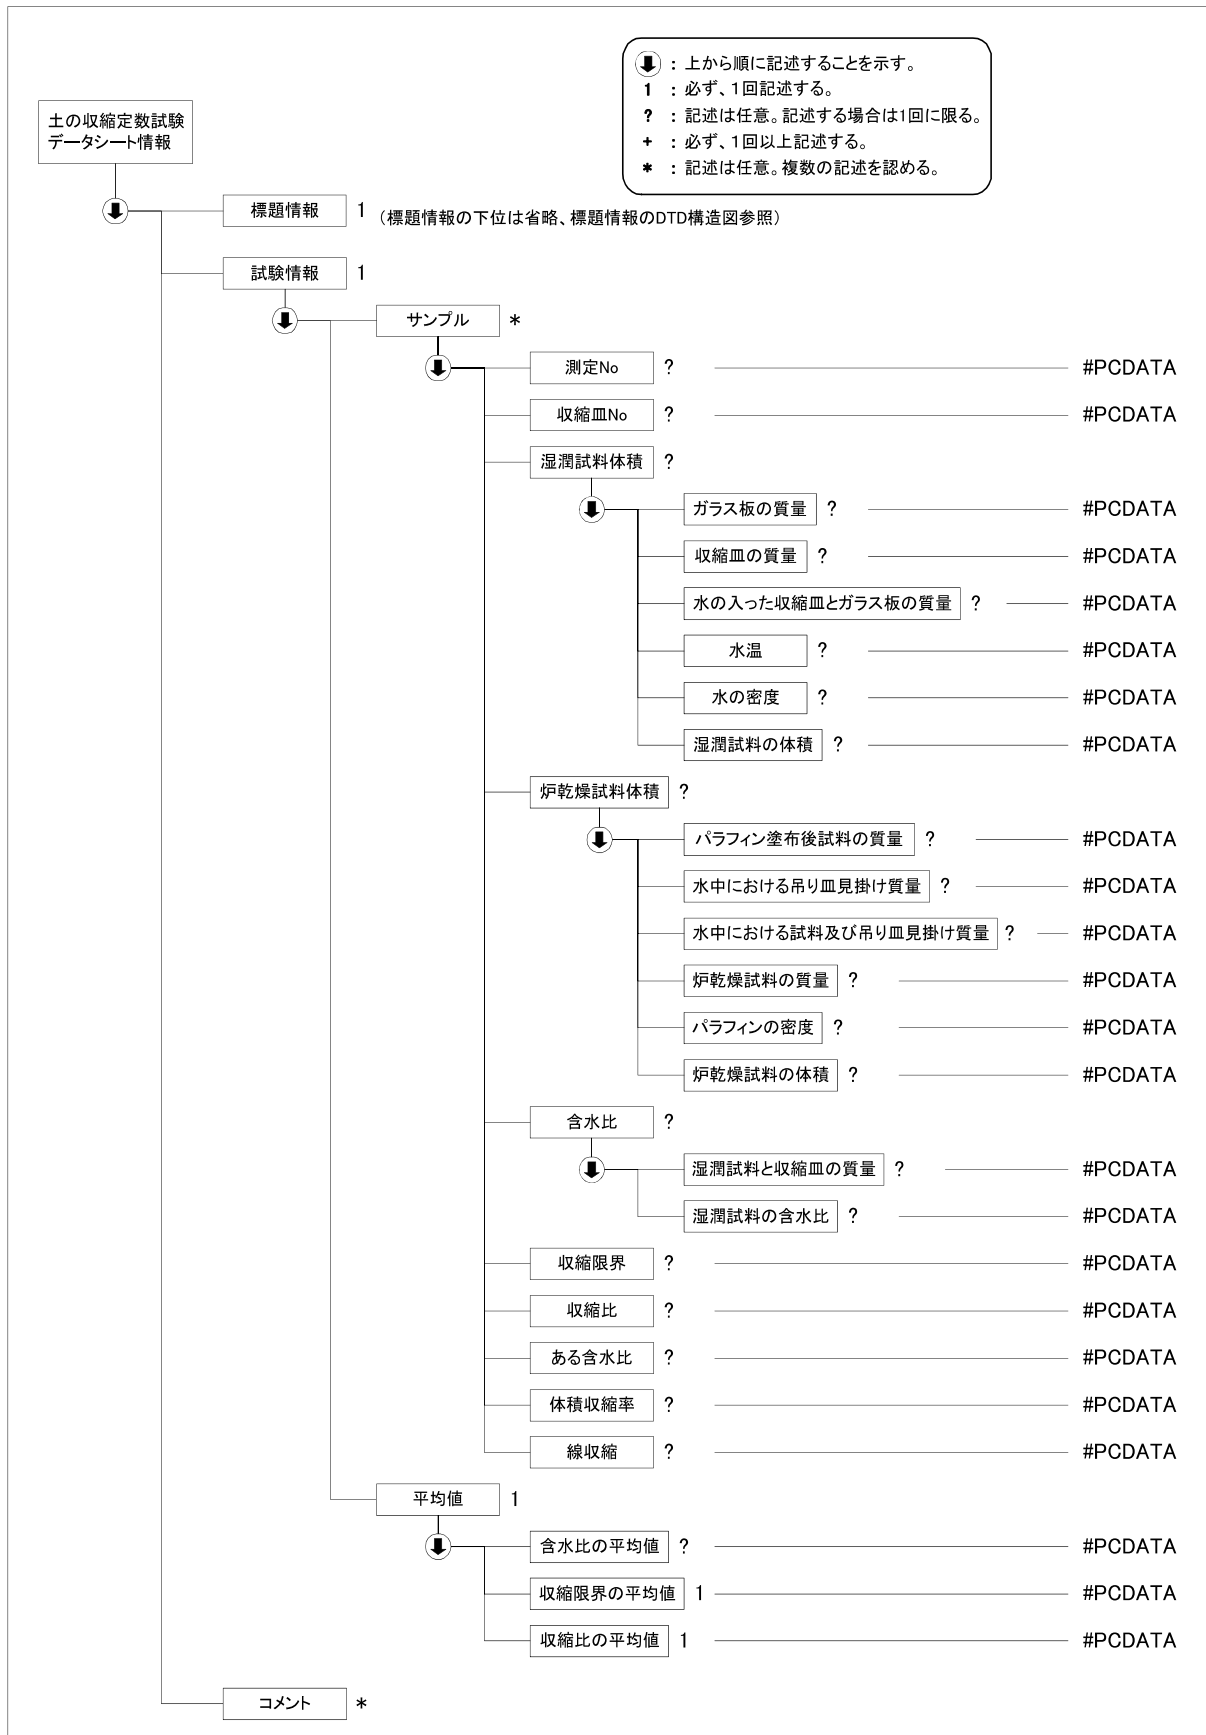 ⬇ : 上から順に記述することを示す。
1 : 必ず、1回記述する。
? : 記述は任意。記述する場合は1回に限る。
+ : 必ず、1回以上記述する。
* : 記述は任意。複数の記述を認める。
土の収縮定数試験
データシート情報
標題情報 1 (標題情報の下位は省略、標題情報のDTD構造図参照)
試験情報 1
サンプル *
測定No ? #PCDATA
収縮皿No ? #PCDATA
湿潤試料体積 ?
ガラス板の質量 ? #PCDATA
収縮皿の質量 ? #PCDATA
水の入った収縮皿とガラス板の質量 ? #PCDATA
水温 ? #PCDATA
水の密度 ? #PCDATA
湿潤試料の体積 ? #PCDATA
炉乾燥試料体積 ?
パラフィン塗布後試料の質量 ? #PCDATA
水中における吊り皿見掛け質量 ? #PCDATA
水中における試料及び吊り皿見掛け質量 ? #PCDATA
炉乾燥試料の質量 ? #PCDATA
パラフィンの密度 ? #PCDATA
炉乾燥試料の体積 ? #PCDATA
含水比 ?
湿潤試料と収縮皿の質量 ? #PCDATA
湿潤試料の含水比 ? #PCDATA
収縮限界 ? #PCDATA
収縮比 ? #PCDATA
ある含水比 ? #PCDATA
体積収縮率 ? #PCDATA
線収縮 ? #PCDATA
平均値 1
含水比の平均値 ? #PCDATA
収縮限界の平均値 1 #PCDATA
収縮比の平均値 1 #PCDATA
コメント *